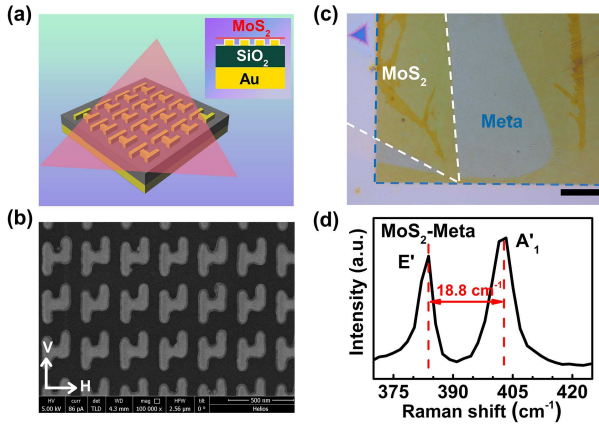 (a)
MoS2
SiO2
Au
(b)
V
H
HV curr det WD mag HFW tilt
5.00 kV 86 pA TLD 4.3 mm 100 000 x 2.56 µm 0 ° Helios
500 nm
(c)
MoS2
Meta
(d)
MoS2-Meta
E'
A'1
18.8 cm-1
Intensity (a.u.)
375 390 405 420
Raman shift (cm-1)